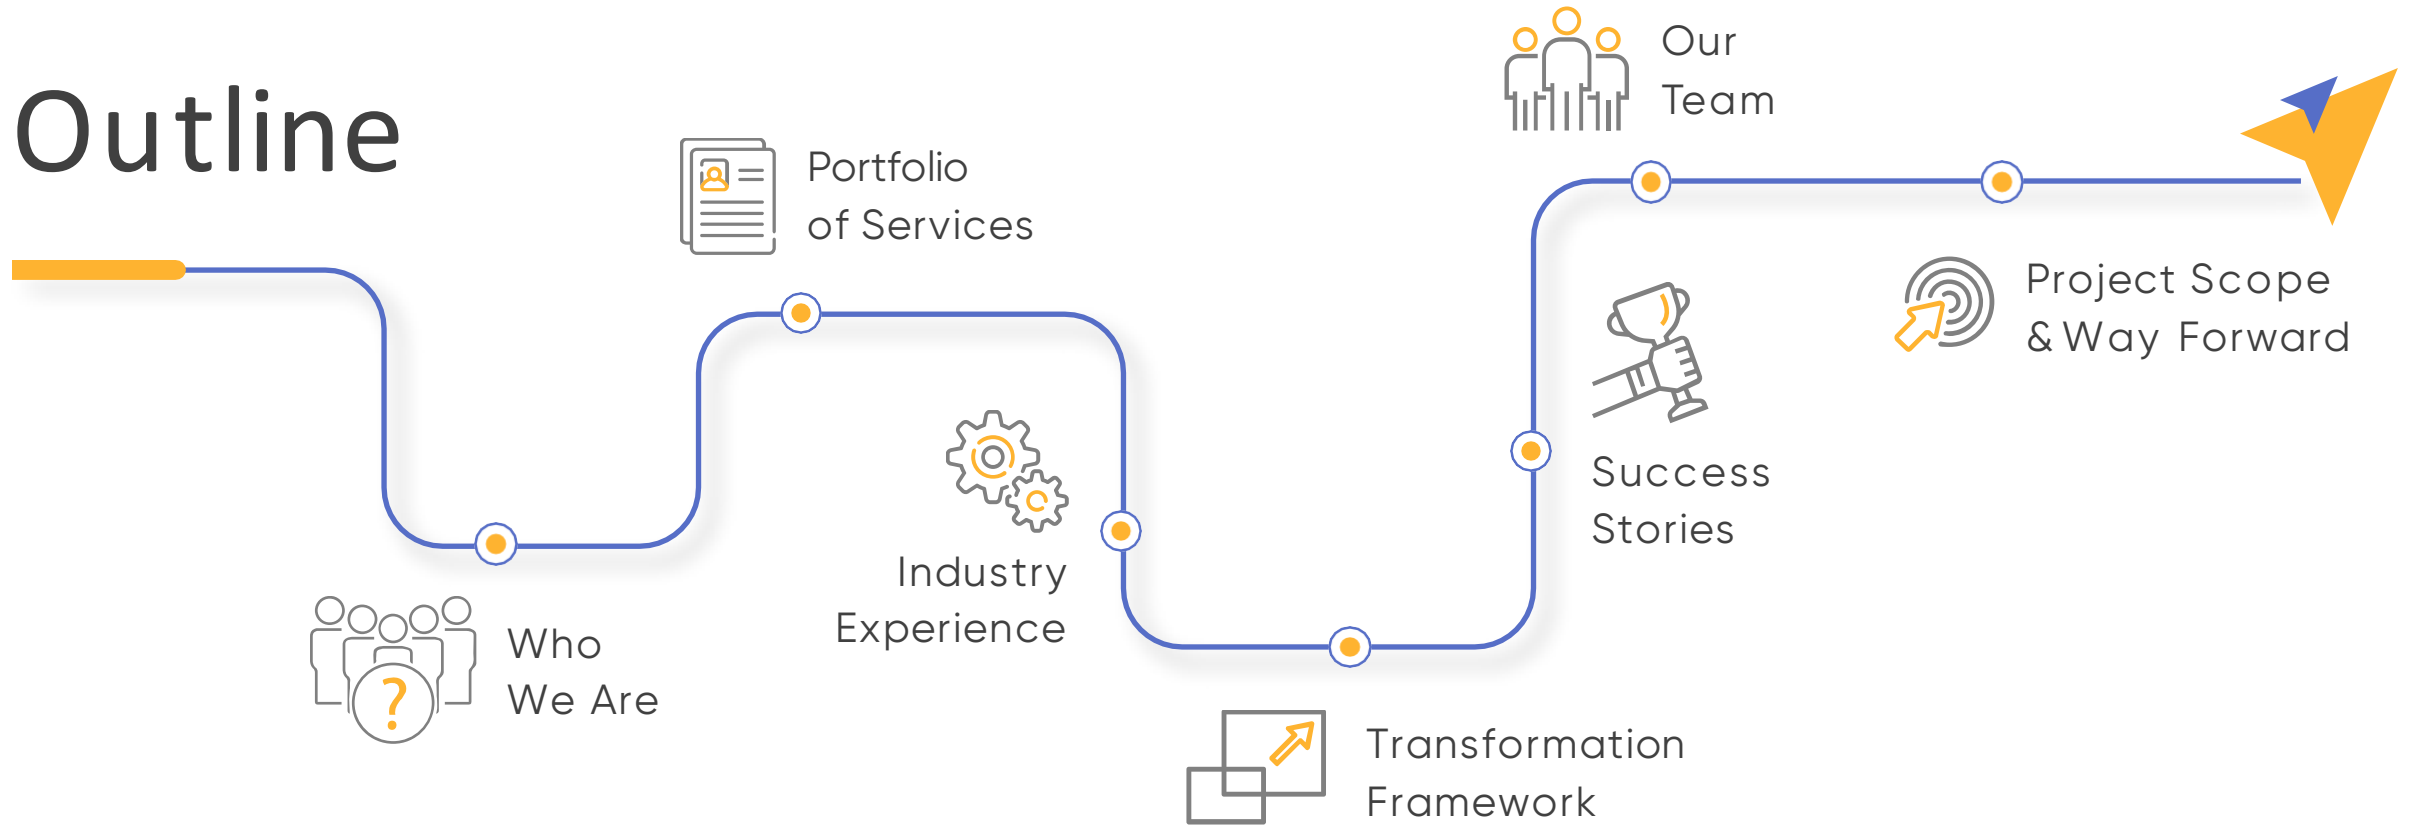 Outline
Who
We Are
Portfolio
of Services
Industry
Experience
Transformation
Framework
Success
Stories
Our
Team
Project Scope
& Way Forward
?